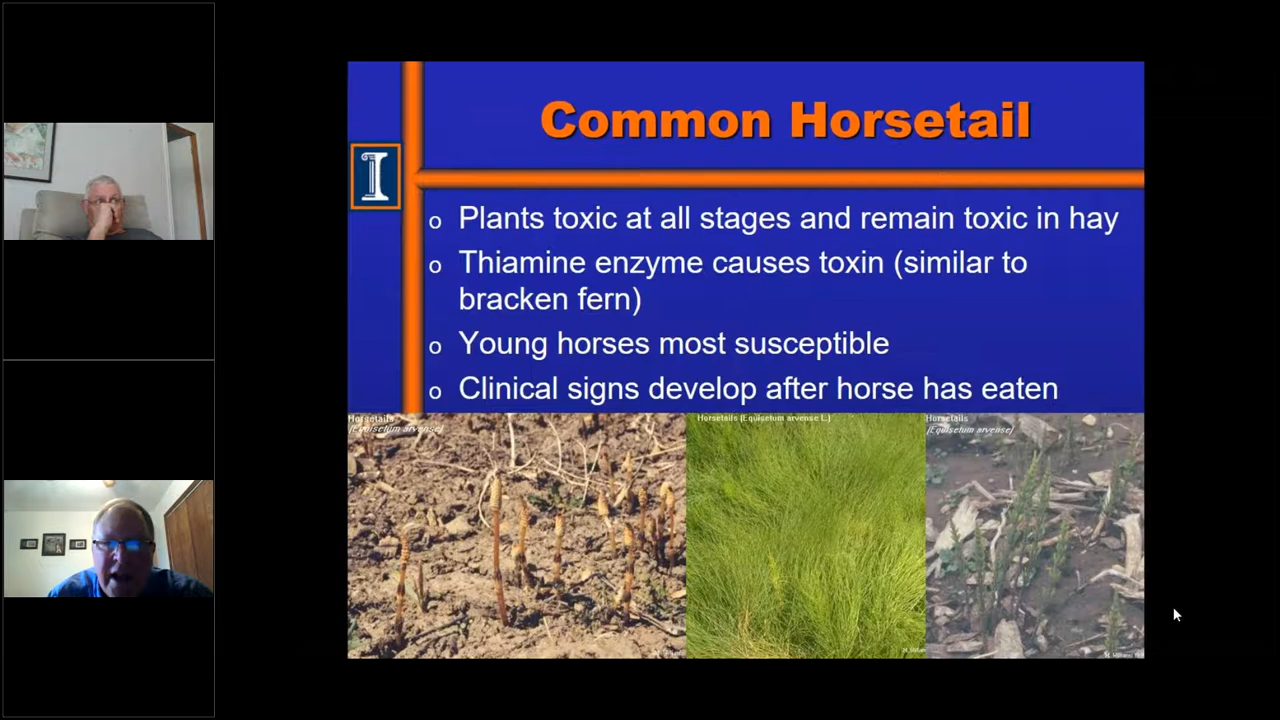 Common Horsetail
I
o Plants toxic at all stages and remain toxic in hay
o Thiamine enzyme causes toxin (similar to
bracken fern)
o Young horses most susceptible
o Clinical signs develop after horse has eaten
Horsetails
(Equisetum arvense)
Horsetails (Equisetum arvense L.)
Horsetails
(Equisetum arvense)